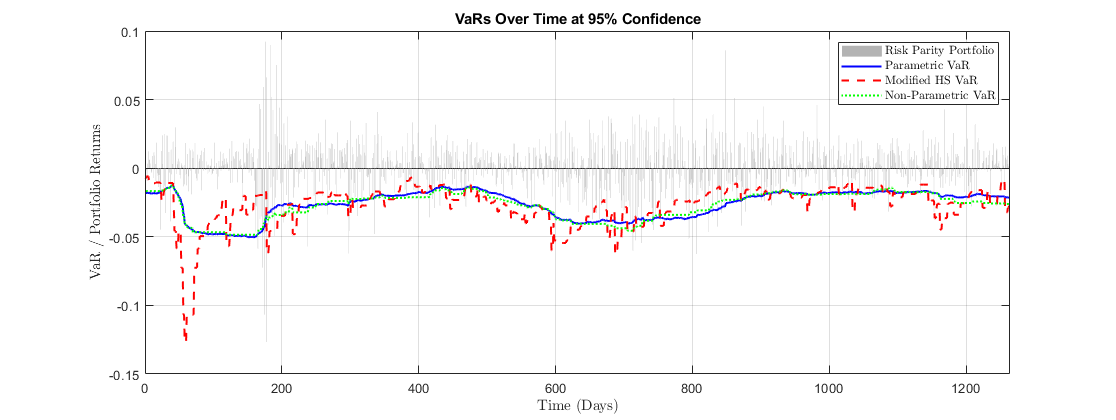 VaRs Over Time at 95% Confidence
0.1
0.05
0
-0.05
-0.1
-0.15
VaR / Portfolio Returns
Risk Parity Portfolio
Parametric VaR
Modified HS VaR
Non-Parametric VaR
0
200
400
600
800
1000
1200
Time (Days)